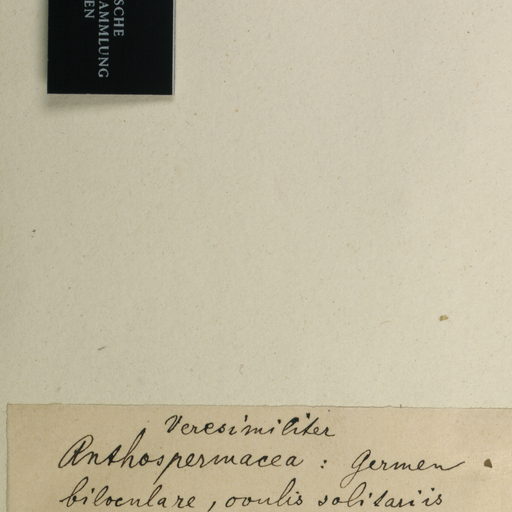 SCHE
AMMLUNG
EN
Veresimiliter
Anthospermacea : Germen
biloculare, ovulis solitariis